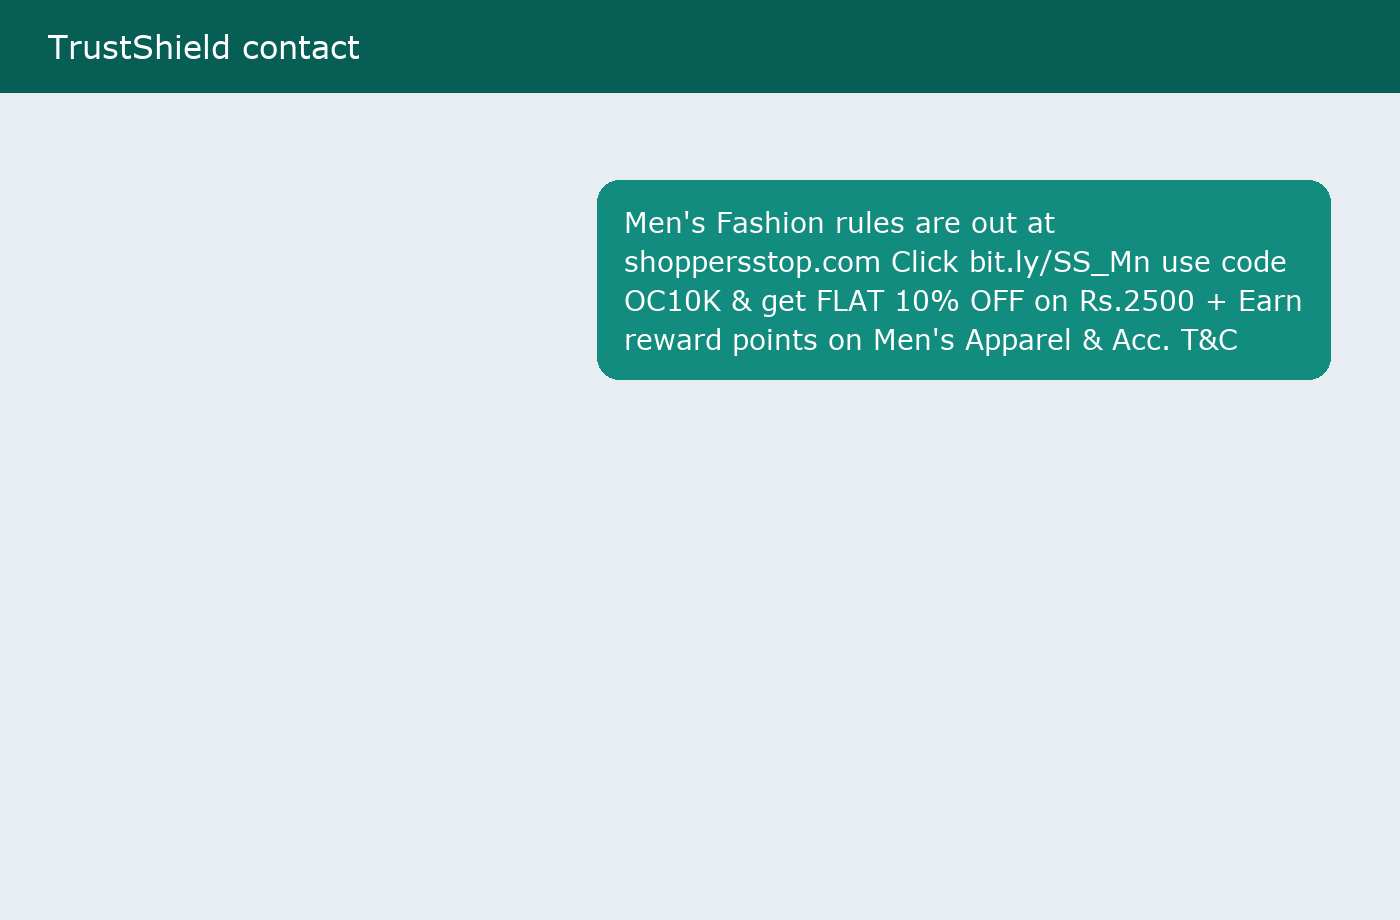 TrustShield contact
Men's Fashion rules are out at
shoppersstop.com Click bit.ly/SS_Mn use code
OC10K & get FLAT 10% OFF on Rs.2500 + Earn
reward points on Men's Apparel & Acc. T&C